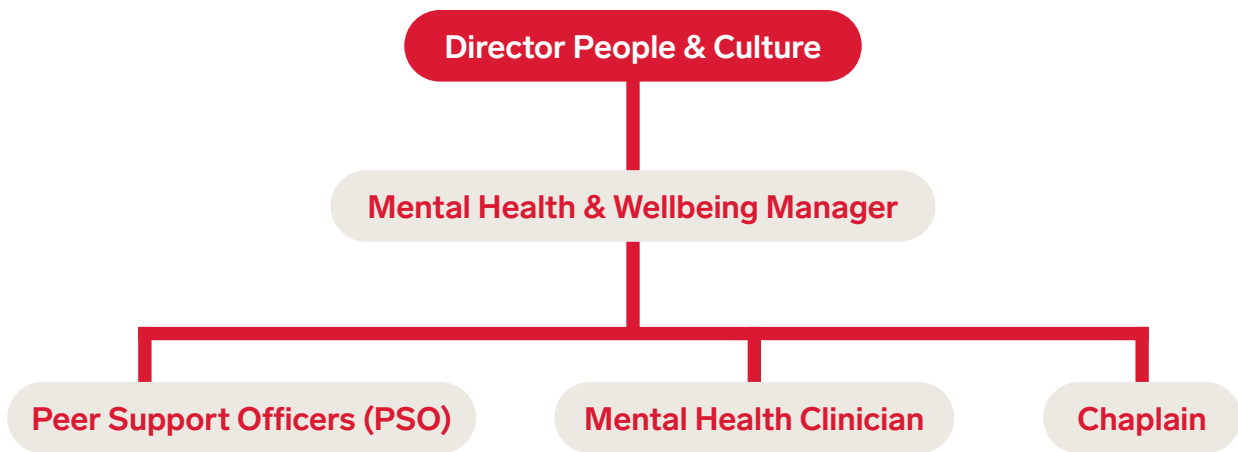 Director People & Culture
Mental Health & Wellbeing Manager
Peer Support Officers (PSO)
Mental Health Clinician
Chaplain